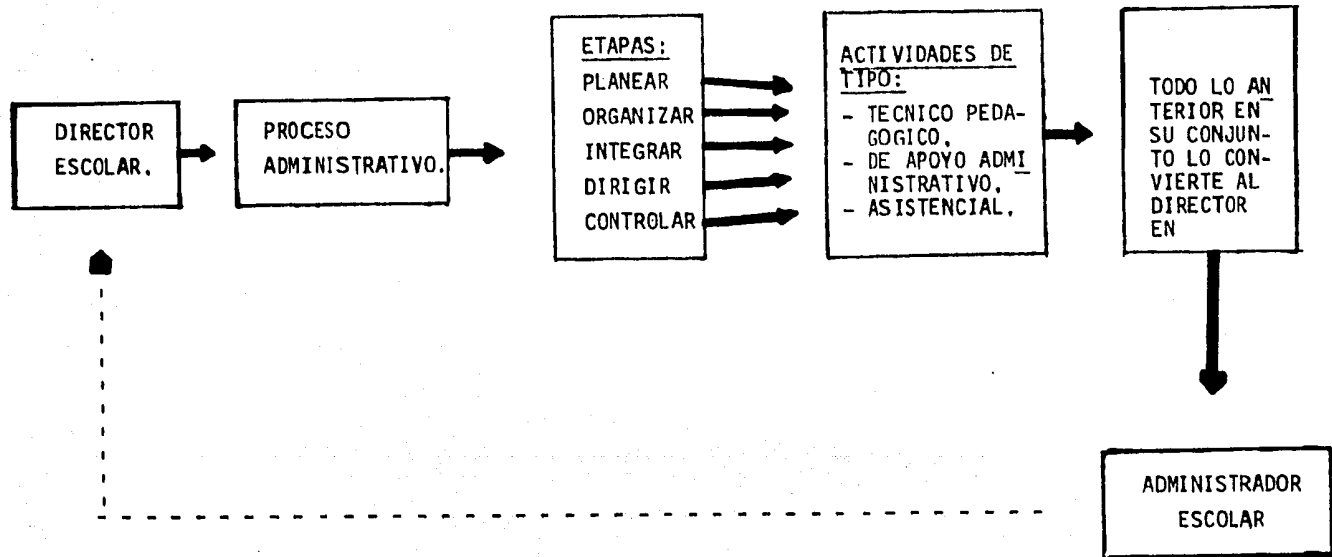 DIRECTOR
ESCOLAR.
PROCESO
ADMINISTRATIVO.
ETAPAS:
PLANEAR
ORGANIZAR
INTEGRAR
DIRIGIR
CONTROLAR
ACTIVIDADES DE
TIPO:
- TECNICO PEDA-
GOGICO.
- DE APOYO ADMI
NISTRATIVO.
- ASISTENCIAL.
TODO LO AN
TERIOR EN
SU CONJUN-
TO LO CON-
VIERTE AL
DIRECTOR
EN
ADMINISTRADOR
ESCOLAR